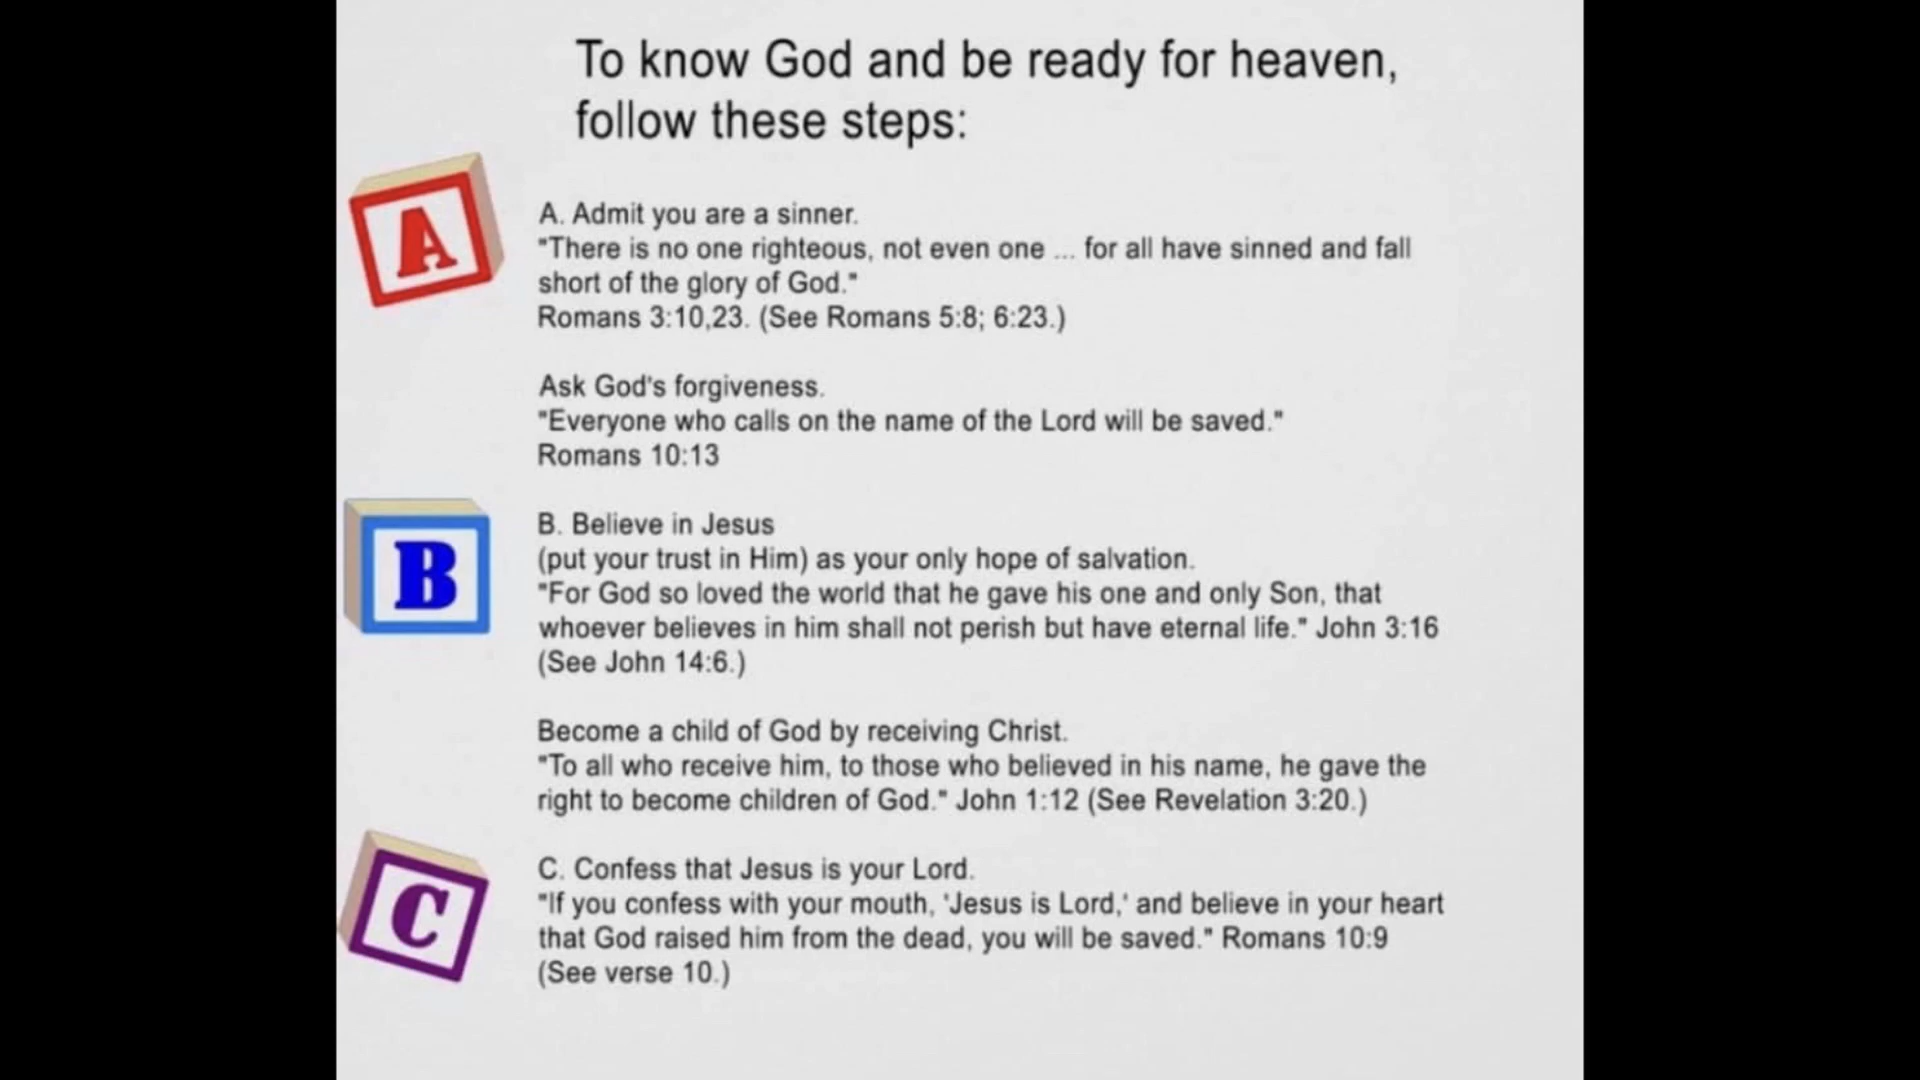 To know God and be ready for heaven,
follow these steps:
A
A. Admit you are a sinner.
"There is no one righteous, not even one ... for all have sinned and fall
short of the glory of God."
Romans 3:10,23. (See Romans 5:8; 6:23.)
Ask God's forgiveness.
"Everyone who calls on the name of the Lord will be saved."
Romans 10:13
B
B. Believe in Jesus
(put your trust in Him) as your only hope of salvation.
"For God so loved the world that he gave his one and only Son, that
whoever believes in him shall not perish but have eternal life." John 3:16
(See John 14:6.)
Become a child of God by receiving Christ.
"To all who receive him, to those who believed in his name, he gave the
right to become children of God." John 1:12 (See Revelation 3:20.)
C
C. Confess that Jesus is your Lord.
"If you confess with your mouth, 'Jesus is Lord,' and believe in your heart
that God raised him from the dead, you will be saved." Romans 10:9
(See verse 10.)